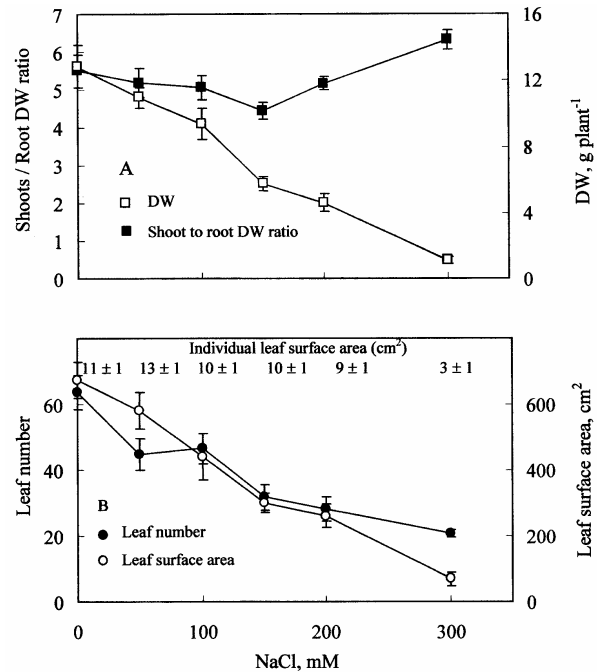 7
6
5
4
3
2
1
0
Shoots / Root DW ratio
A
DW
Shoot to root DW ratio
16
12
8
4
0
DW, g plant-1
Individual leaf surface area (cm2)
11 ± 1 13 ± 1 10 ± 1 10 ± 1 9 ± 1 3 ± 1
60
40
20
0
Leaf number
B
Leaf number
Leaf surface area
600
400
200
0
Leaf surface area, cm2
0 100 200 300
NaCl, mM